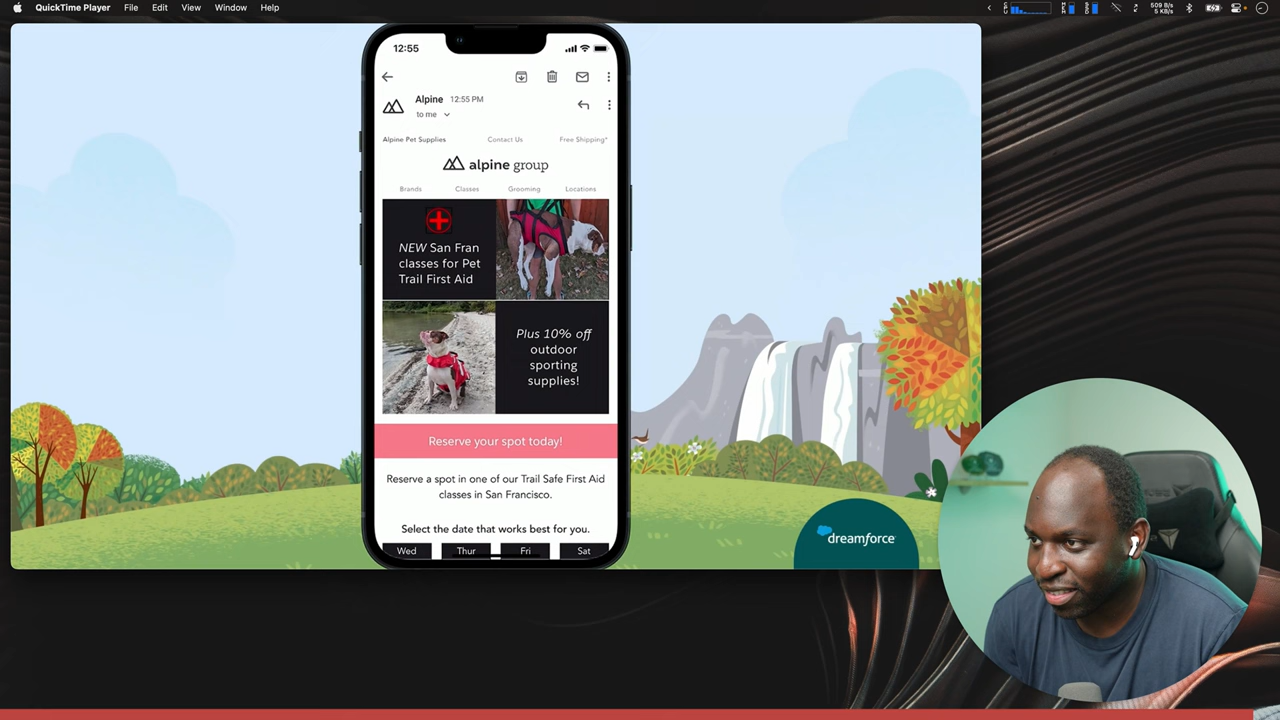 QuickTime Player File Edit View Window Help
509 B/s
5 KB/s
12:55
Alpine 12:55 PM
to me
Alpine Pet Supplies Contact Us Free Shipping*
alpine group
Brands Classes Grooming Locations
NEW San Fran
classes for Pet
Trail First Aid
Plus 10% off
outdoor
sporting
supplies!
Reserve your spot today!
Reserve a spot in one of our Trail Safe First Aid
classes in San Francisco.
Select the date that works best for you.
Wed Thur Fri Sat
dreamforce